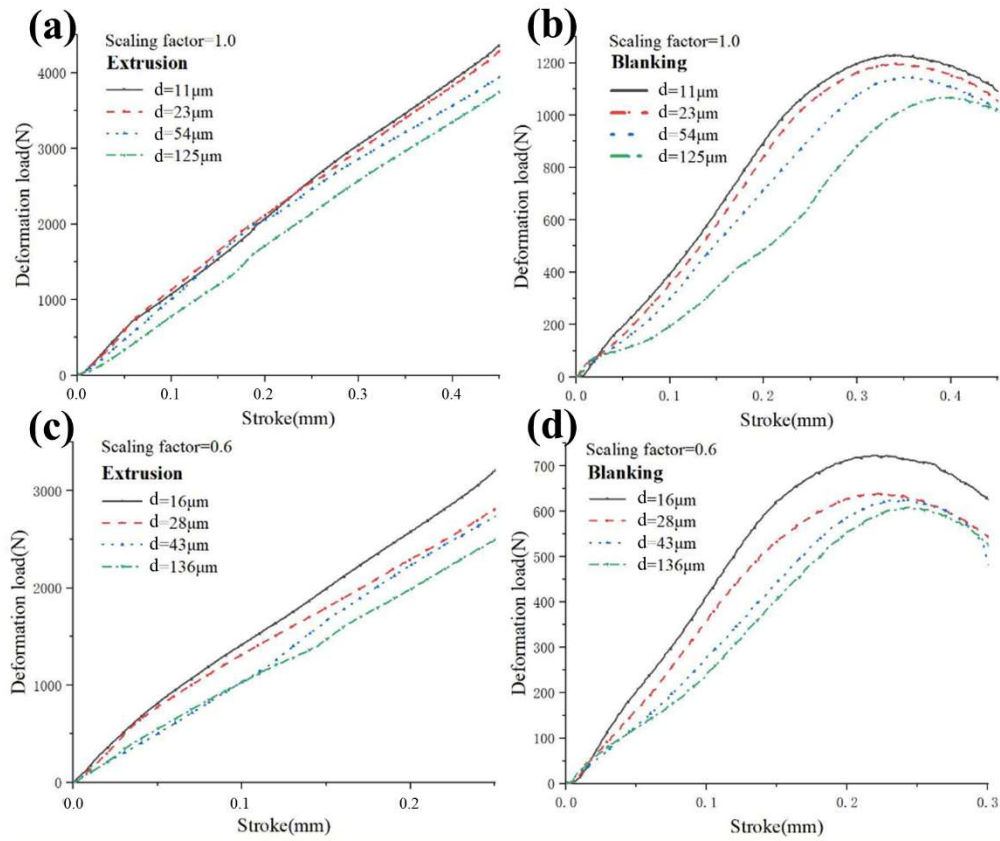 (a)
Scaling factor=1.0
Extrusion
d=11μm
d=23μm
d=54μm
d=125μm
Deformation load(N)
4000
3000
2000
1000
0
0.0 0.1 0.2 0.3 0.4
Stroke(mm)
(b)
Scaling factor=1.0
Blanking
d=11μm
d=23μm
d=54μm
d=125μm
Deformation load(N)
1200
1000
800
600
400
200
0
0.0 0.1 0.2 0.3 0.4
Stroke(mm)
(c)
Scaling factor=0.6
Extrusion
d=16μm
d=28μm
d=43μm
d=136μm
Deformation load(N)
3000
2000
1000
0
0.0 0.1 0.2
Stroke(mm)
(d)
Scaling factor=0.6
Blanking
d=16μm
d=28μm
d=43μm
d=136μm
Deformation load(N)
700
600
500
400
300
200
100
0
0.0 0.1 0.2 0.3
Stroke(mm)